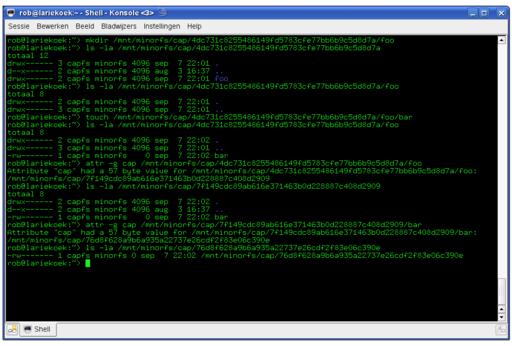 rob@lariekoek:~ - Shell - Konsole <3>
Sessie Bewerken Beeld Bladwijzers Instellingen Help
rob@lariekoek:~> mkdir /mnt/minorfs/cap/4dc731c8255486149fd5783cfe77bb6b9c5d8d7a/foo
rob@lariekoek:~> ls -la /mnt/minorfs/cap/4dc731c8255486149fd5783cfe77bb6b9c5d8d7a
totaal 12
drwx------ 3 capfs minorfs 4096 sep 7 22:01 .
d--x------ 2 capfs minorfs 4096 aug 3 16:37 ..
drwx------ 2 capfs minorfs 4096 sep 7 22:01 foo
rob@lariekoek:~> ls -la /mnt/minorfs/cap/4dc731c8255486149fd5783cfe77bb6b9c5d8d7a/foo
totaal 8
drwx------ 2 capfs minorfs 4096 sep 7 22:01 .
drwx------ 3 capfs minorfs 4096 sep 7 22:01 ..
rob@lariekoek:~> touch /mnt/minorfs/cap/4dc731c8255486149fd5783cfe77bb6b9c5d8d7a/foo/bar
rob@lariekoek:~> ls -la /mnt/minorfs/cap/4dc731c8255486149fd5783cfe77bb6b9c5d8d7a/foo
totaal 8
drwx------ 2 capfs minorfs 4096 sep 7 22:02 .
drwx------ 3 capfs minorfs 4096 sep 7 22:01 ..
-rw------- 1 capfs minorfs 0 sep 7 22:02 bar
rob@lariekoek:~> attr -g cap /mnt/minorfs/cap/4dc731c8255486149fd5783cfe77bb6b9c5d8d7a/foo
Attribute "cap" had a 57 byte value for /mnt/minorfs/cap/4dc731c8255486149fd5783cfe77bb6b9c5d8d7a/foo:
/mnt/minorfs/cap/7f149cdc89ab616e371463b0d228887c408d2909
rob@lariekoek:~> ls -la /mnt/minorfs/cap/7f149cdc89ab616e371463b0d228887c408d2909
totaal 8
drwx------ 2 capfs minorfs 4096 sep 7 22:02 .
d--x------ 2 capfs minorfs 4096 aug 3 16:37 ..
-rw------- 1 capfs minorfs 0 sep 7 22:02 bar
rob@lariekoek:~> attr -g cap /mnt/minorfs/cap/7f149cdc89ab616e371463b0d228887c408d2909/bar
Attribute "cap" had a 57 byte value for /mnt/minorfs/cap/7f149cdc89ab616e371463b0d228887c408d2909/bar:
/mnt/minorfs/cap/76d8f628a9b6a935a22737e26cdf2f83e06c390e
rob@lariekoek:~> ls -la /mnt/minorfs/cap/76d8f628a9b6a935a22737e26cdf2f83e06c390e
-rw------- 1 capfs minorfs 0 sep 7 22:02 /mnt/minorfs/cap/76d8f628a9b6a935a22737e26cdf2f83e06c390e
rob@lariekoek:~>
Shell